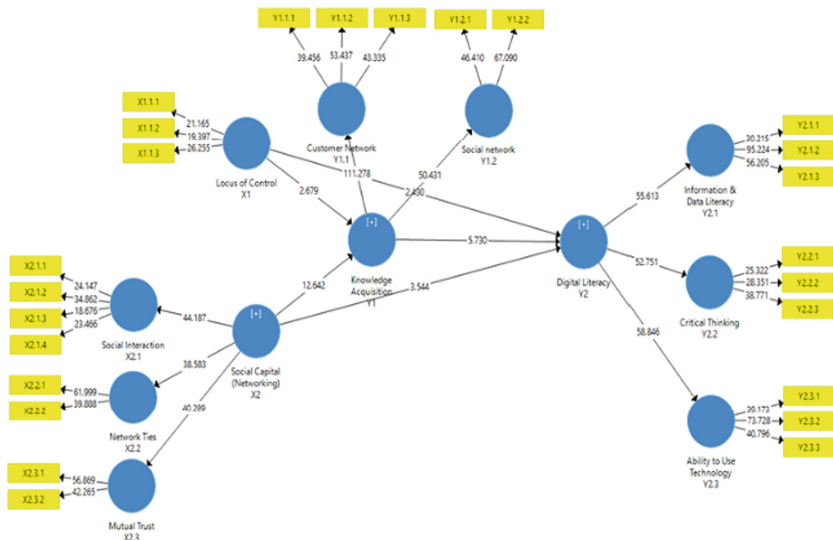 Y1.1.1
Y1.1.2
Y1.1.3
Y1.2.1
Y1.2.2
39.456
53.437
43.335
46.410
67.090
X1.1.1
X1.1.2
X1.1.3
21.165
19.397
26.255
Locus of Control
X1
Customer Network
Y1.1
Social network
Y1.2
111.278
50.431
2.679
2.430
[+]
Knowledge
Acquisition
Y1
5.730
12.642
3.544
[+]
Digital Literacy
Y2
55.613
52.751
58.846
Y2.1.1
Y2.1.2
Y2.1.3
30.215
95.224
56.205
Information &
Data Literacy
Y2.1
Y2.2.1
Y2.2.2
Y2.2.3
25.322
28.351
38.771
Critical Thinking
Y2.2
Y2.3.1
Y2.3.2
Y2.3.3
73.728
40.796
Ability to Use
Technology
Y2.3
X2.1.1
X2.1.2
X2.1.3
X2.1.4
24.147
34.862
18.676
23.466
Social Interaction
X2.1
44.187
[+]
Social Capital
(Networking)
X2
38.583
40.289
X2.2.1
X2.2.2
61.999
39.888
Network Ties
X2.2
X2.3.1
X2.3.2
56.869
42.265
Mutual Trust
X2.3